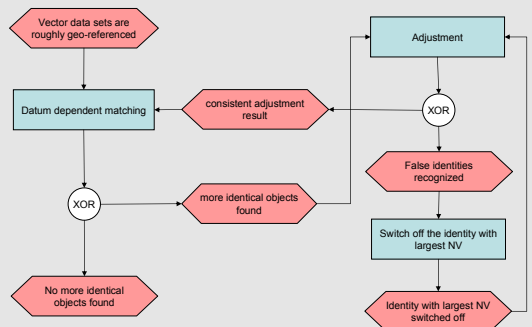 Vector data sets are
roughly geo-referenced
Adjustment
Datum dependent matching
consistent adjustment
result
XOR
False identities
recognized
XOR
more identical objects
found
Switch off the identity with
largest NV
No more identical
objects found
Identity with largest NV
switched off